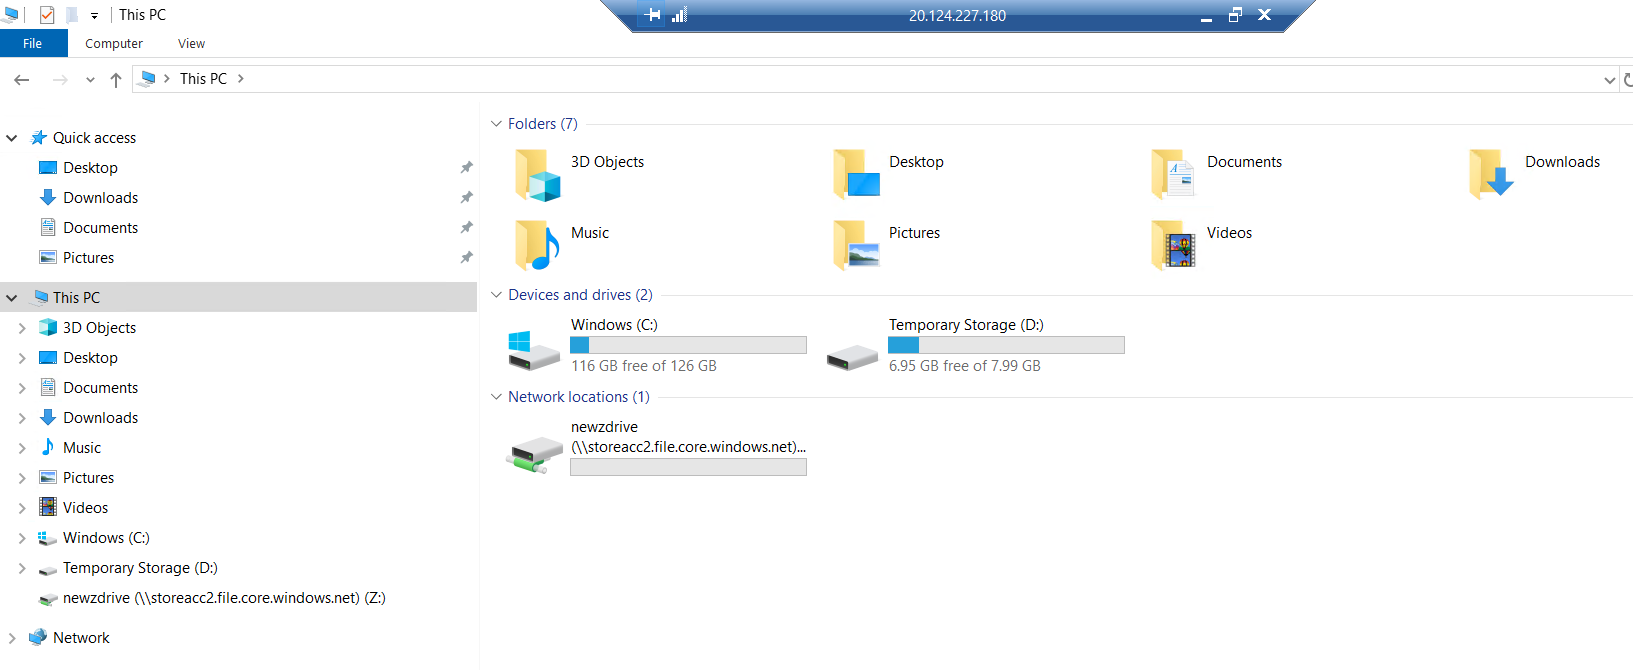 This PC
20.124.227.180
File Computer View
This PC
Quick access
Desktop
Downloads
Documents
Pictures
This PC
3D Objects
Desktop
Documents
Downloads
Music
Pictures
Videos
Windows (C:)
Temporary Storage (D:)
newzdrive (\\storeacc2.file.core.windows.net) (Z:)
Network
Folders (7)
3D Objects
Desktop
Documents
Downloads
Music
Pictures
Videos
Devices and drives (2)
Windows (C:)
116 GB free of 126 GB
Temporary Storage (D:)
6.95 GB free of 7.99 GB
Network locations (1)
newzdrive
(\\storeacc2.file.core.windows.net)...